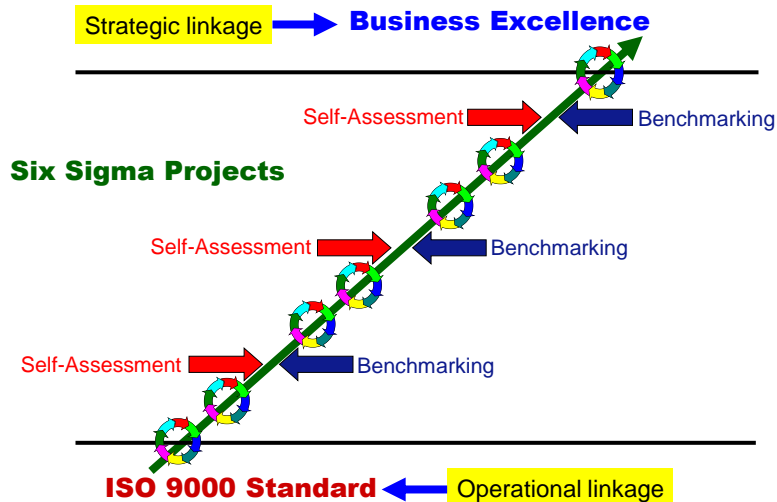 Strategic linkage
Business Excellence
Self-Assessment
Benchmarking
Six Sigma Projects
Self-Assessment
Benchmarking
Self-Assessment
Benchmarking
ISO 9000 Standard
Operational linkage